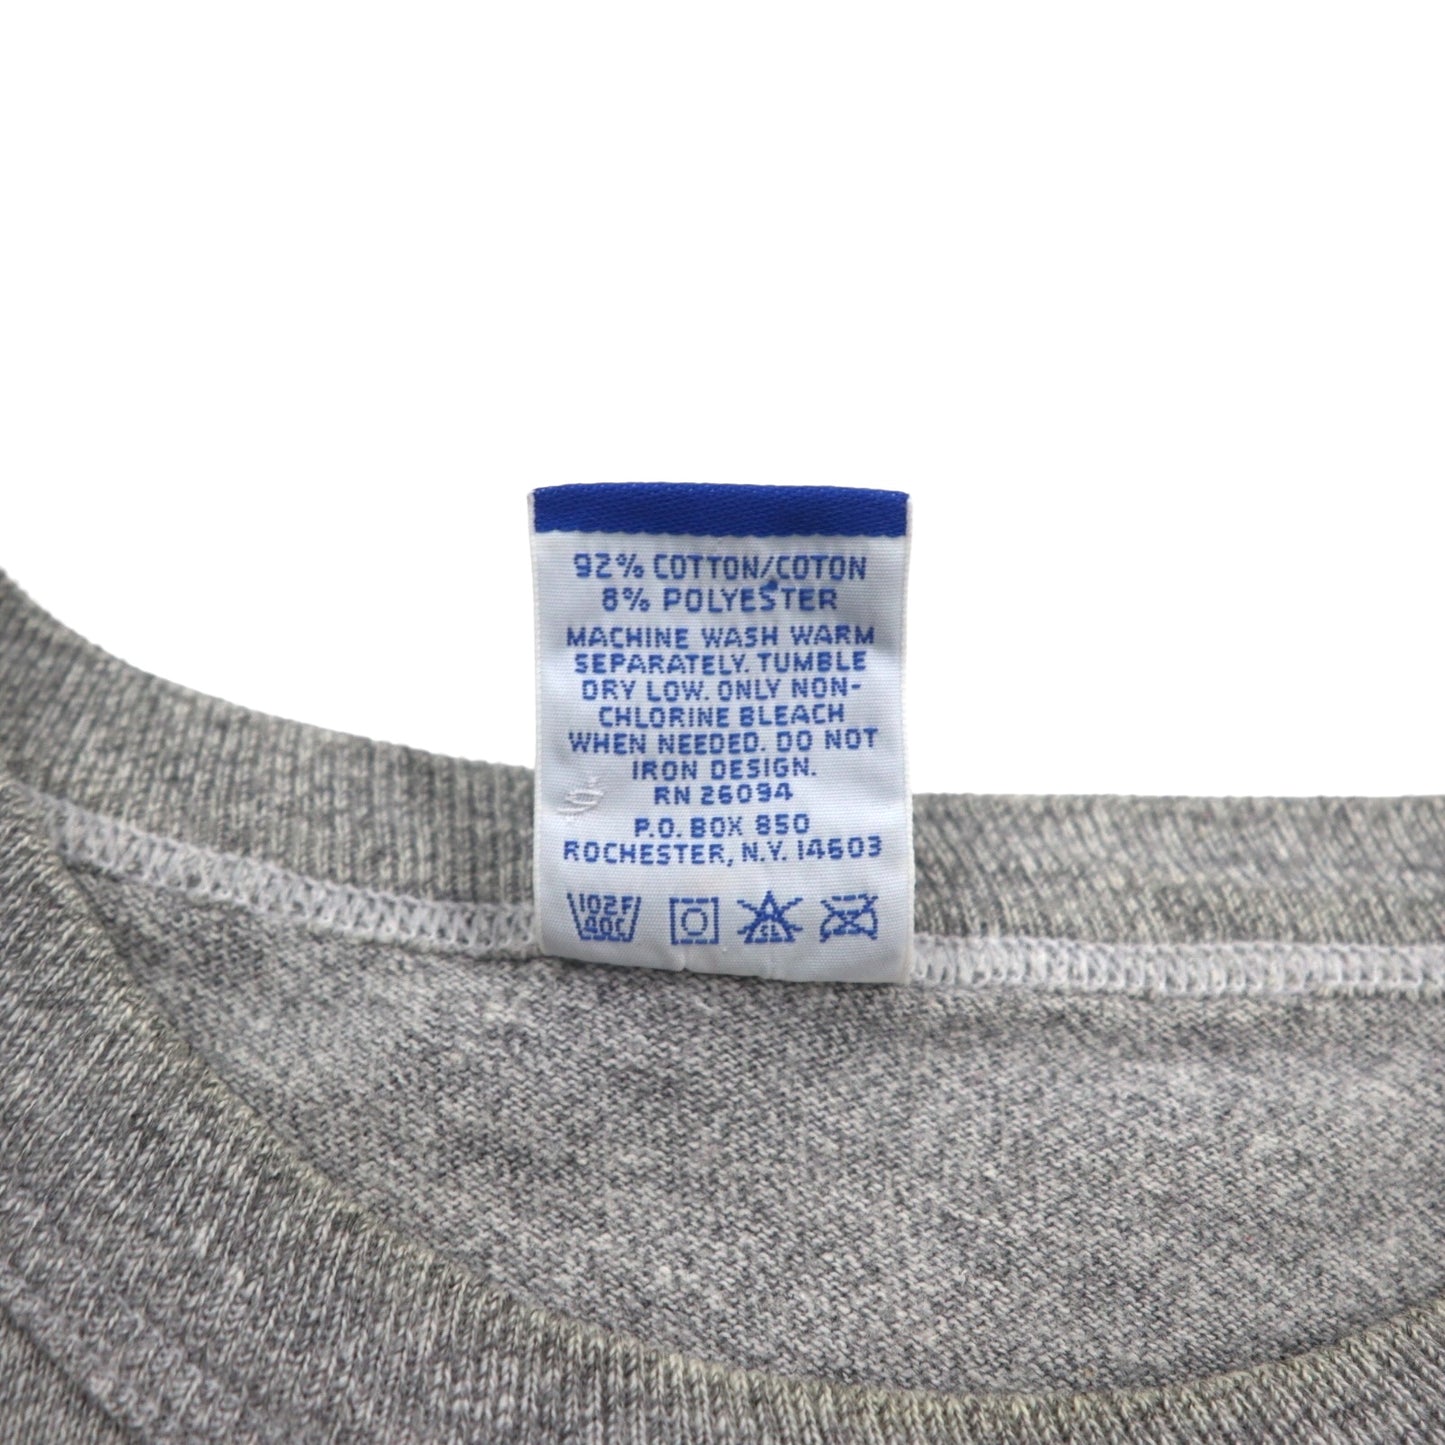 92% COTTON/COTON
8% POLYESTER
MACHINE WASH WARM
SEPARATELY. TUMBLE
DRY LOW. ONLY NON-
CHLORINE BLEACH
WHEN NEEDED. DO NOT
IRON DESIGN.
RN 26094
P.O. BOX 850
ROCHESTER, N.Y. 14603
102F
40C
CL